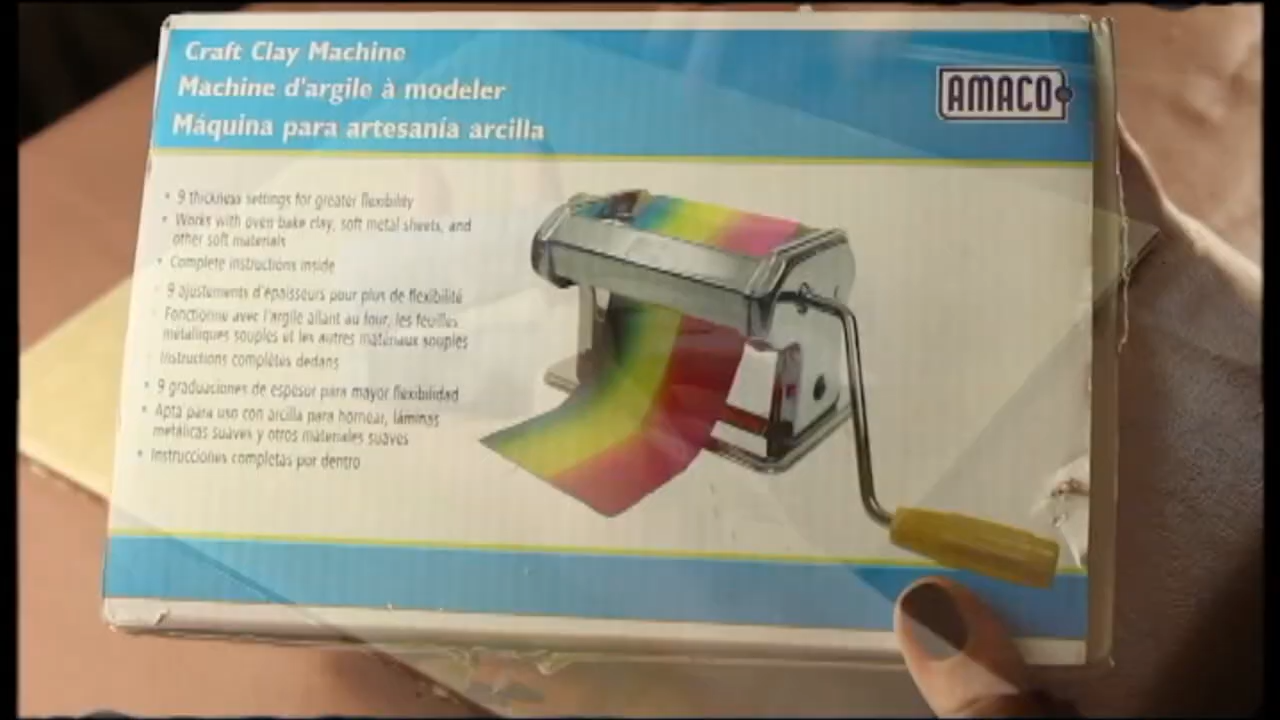 Craft Clay Machine
Machine d'argile à modeler
Máquina para artesanía arcilla
AMACO
• 9 thickness settings for greater flexibility
• Works with oven bake clay, soft metal sheets, and
other soft materials
• Complete instructions inside
9 ajustements d'épaisseurs pour plus de flexibilité
Fonctionne avec l'argile allant au four, les feuilles
métalliques souples et les autres matériaux souples
Instructions complètes dedans
• 9 graduaciones de espesor para mayor flexibilidad
• Apta para uso con arcilla para hornear, láminas
metálicas suaves y otros materiales suaves
• Instrucciones completas por dentro